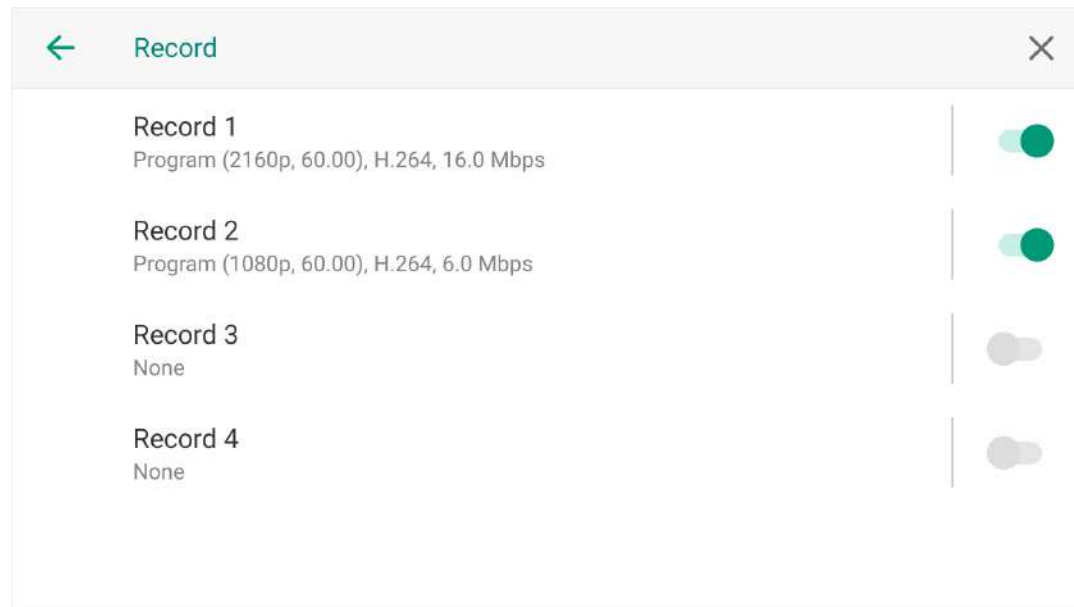 Record
Record 1
Program (2160p, 60.00), H.264, 16.0 Mbps
Record 2
Program (1080p, 60.00), H.264, 6.0 Mbps
Record 3
None
Record 4
None